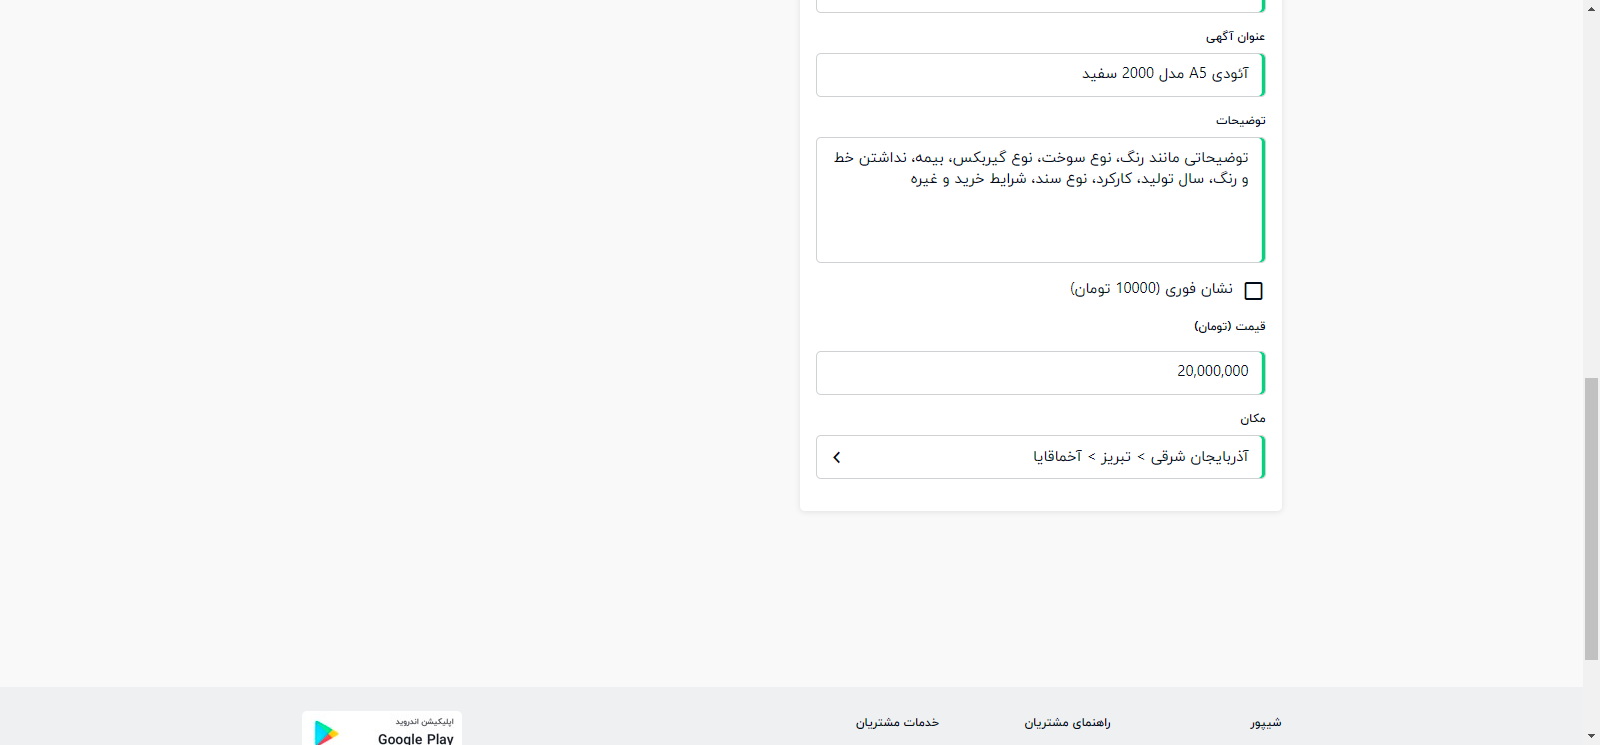 عنوان آگهی
آئودی A5 مدل 2000 سفید
توضیحات
توضیحاتی مانند رنگ، نوع سوخت، نوع گیربکس، بیمه، نداشتن خط
و رنگ، سال تولید، کارکرد، نوع سند، شرایط خرید و غیره
نشان فوری (10000 تومان)
قیمت (تومان)
20,000,000
مکان
آذربایجان شرقی > تبریز > آخماقایا
شیپور
راهنمای مشتریان
خدمات مشتریان
اپلیکیشن اندروید
Google Play